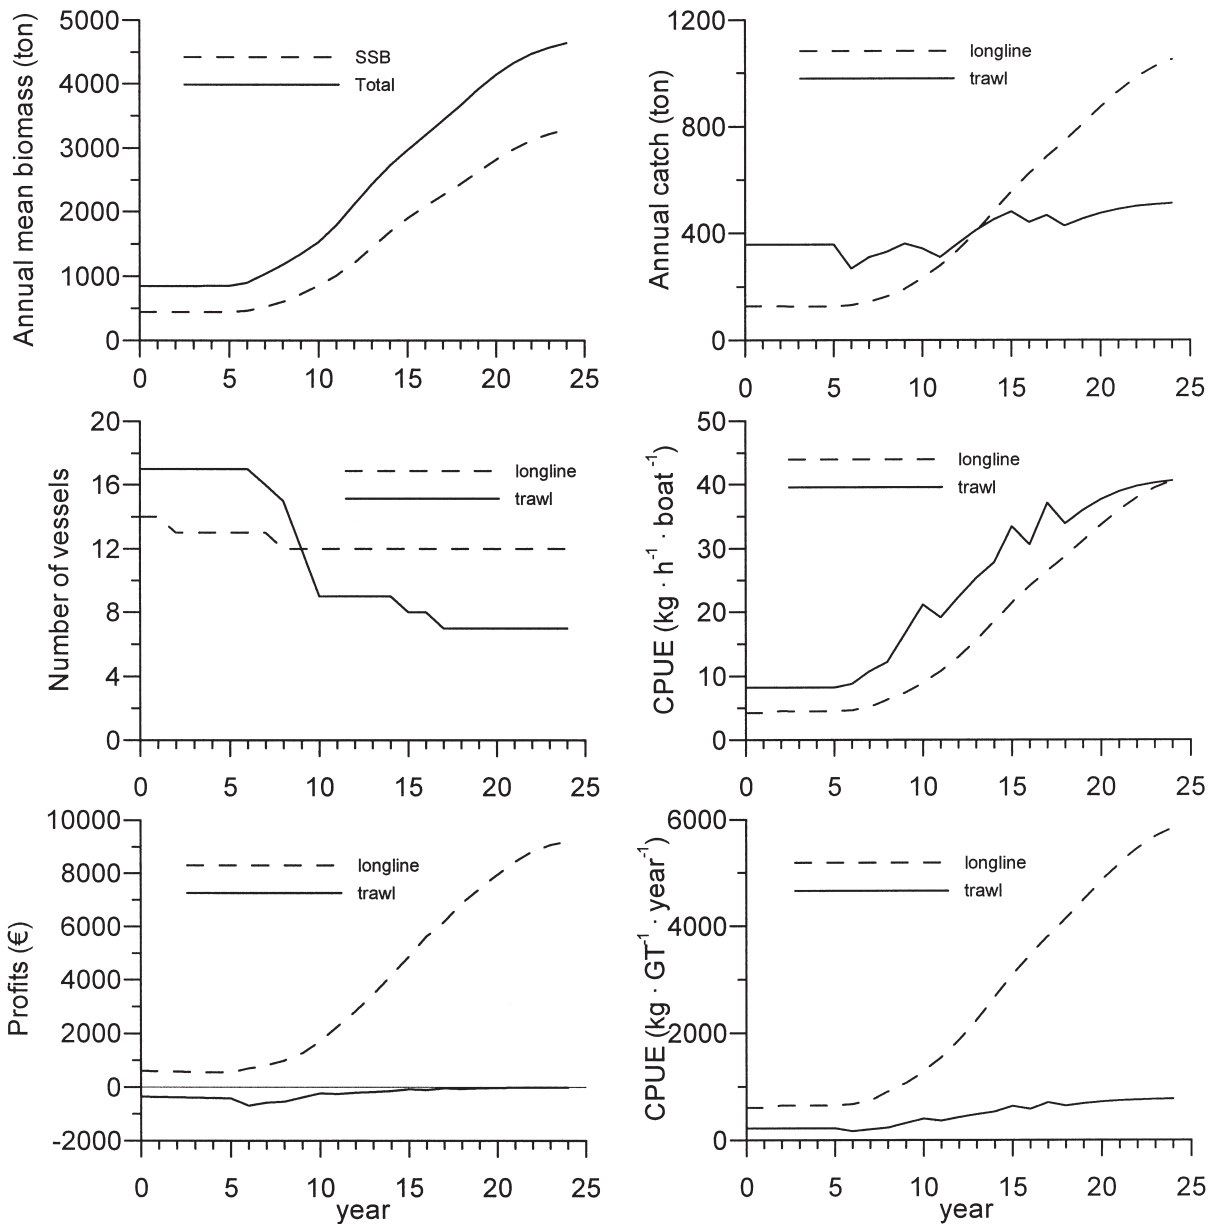 Annual mean biomass (ton)
5000
4000
3000
2000
1000
0
SSB
Total
0 5 10 15 20 25
Annual catch (ton)
1200
800
400
0
longline
trawl
0 5 10 15 20 25
Number of vessels
20
16
12
8
4
0
longline
trawl
0 5 10 15 20 25
CPUE (kg · h⁻¹ · boat⁻¹)
50
40
30
20
10
0
longline
trawl
0 5 10 15 20 25
Profits (€)
10000
8000
6000
4000
2000
0
-2000
longline
trawl
0 5 10 15 20 25
year
CPUE (kg · GT⁻¹ · year⁻¹)
6000
4000
2000
0
longline
trawl
0 5 10 15 20 25
year